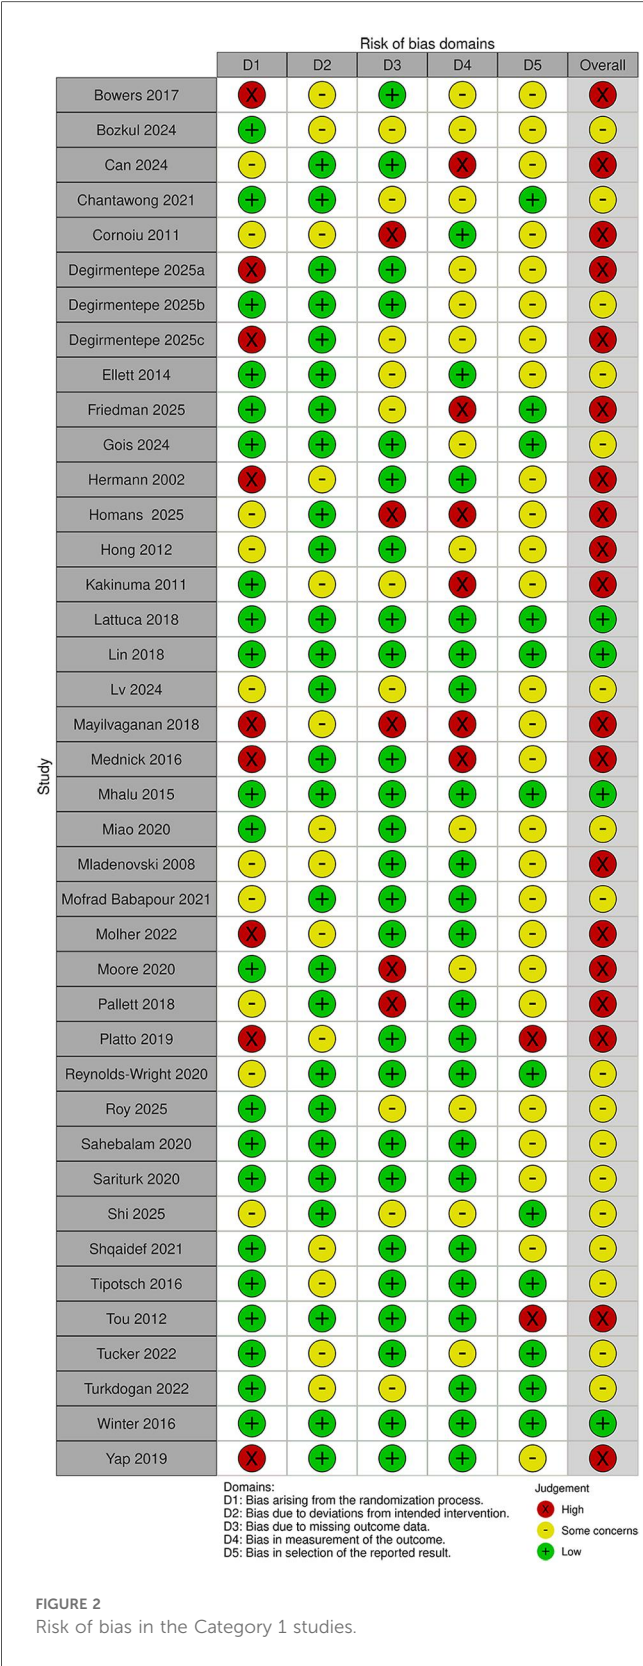 Risk of bias domains
D1 D2 D3 D4 D5 Overall
Bowers 2017 X - + - - X
Bozkul 2024 + - - - - -
Can 2024 - + + X - X
Chantawong 2021 + + - - + -
Cornoiu 2011 - - X + - X
Degirmentepe 2025a X + + - - X
Degirmentepe 2025b + + + - - -
Degirmentepe 2025c X + - - - X
Ellett 2014 + + - + - -
Friedman 2025 + + - X + X
Gois 2024 + + + - + -
Hermann 2002 X - + + - X
Homans 2025 - + X X - X
Hong 2012 - + + - - X
Kakinuma 2011 + - - X - X
Lattuca 2018 + + + + + +
Lin 2018 + + + + + +
Lv 2024 - + - + - -
Mayilvaganan 2018 X - X X - X
Mednick 2016 X + + X - X
Study
Mhalu 2015 + + + + + +
Miao 2020 + - + - - -
Mladenovski 2008 - - + + - X
Mofrad Babapour 2021 - + + + - -
Molher 2022 X - + + - X
Moore 2020 + + X - - X
Pallett 2018 - + X + - X
Platto 2019 X - + + X X
Reynolds-Wright 2020 - + + + + -
Roy 2025 + + - - - -
Sahebalam 2020 + + + + - -
Sariturk 2020 + + + + - -
Shi 2025 - + - - + -
Shqaidef 2021 + - + + - -
Tipotsch 2016 + - + + + -
Tou 2012 + + + + X X
Tucker 2022 + - + - + -
Turkdogan 2022 + - - + + -
Winter 2016 + + + + + +
Yap 2019 X + + + - X
Domains:
D1: Bias arising from the randomization process.
D2: Bias due to deviations from intended intervention.
D3: Bias due to missing outcome data.
D4: Bias in measurement of the outcome.
D5: Bias in selection of the reported result.
Judgement
X High
- Some concerns
+ Low
FIGURE 2
Risk of bias in the Category 1 studies.